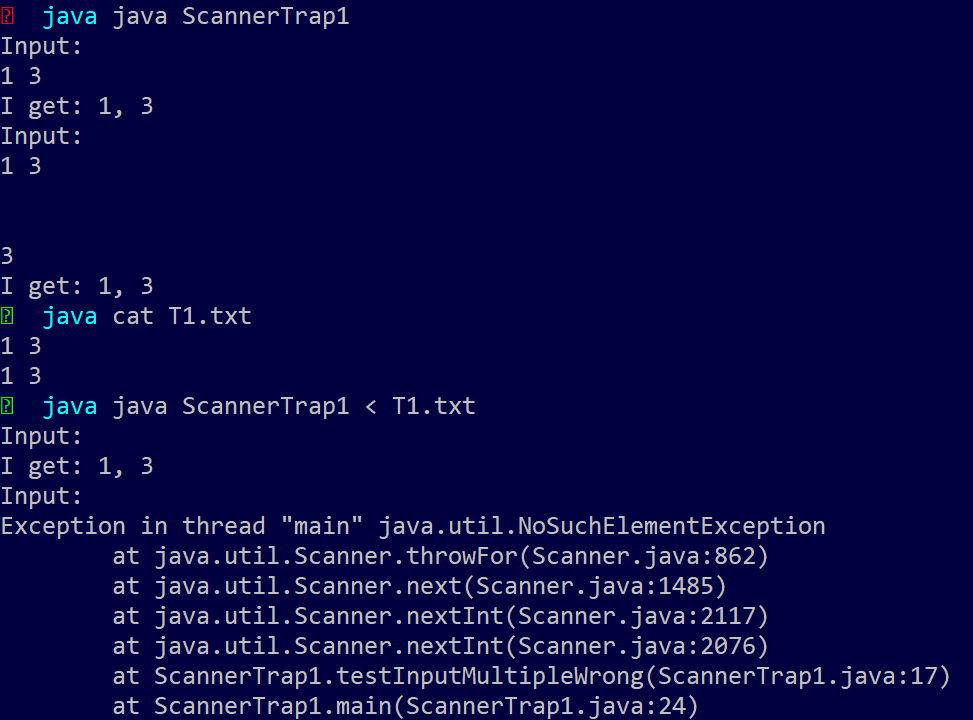 java java ScannerTrap1
Input:
1 3
I get: 1, 3
Input:
1 3
3
I get: 1, 3
java cat T1.txt
1 3
1 3
java java ScannerTrap1 < T1.txt
Input:
I get: 1, 3
Input:
Exception in thread "main" java.util.NoSuchElementException
at java.util.Scanner.throwFor(Scanner.java:862)
at java.util.Scanner.next(Scanner.java:1485)
at java.util.Scanner.nextInt(Scanner.java:2117)
at java.util.Scanner.nextInt(Scanner.java:2076)
at ScannerTrap1.testInputMultipleWrong(ScannerTrap1.java:17)
at ScannerTrap1.main(ScannerTrap1.java:24)